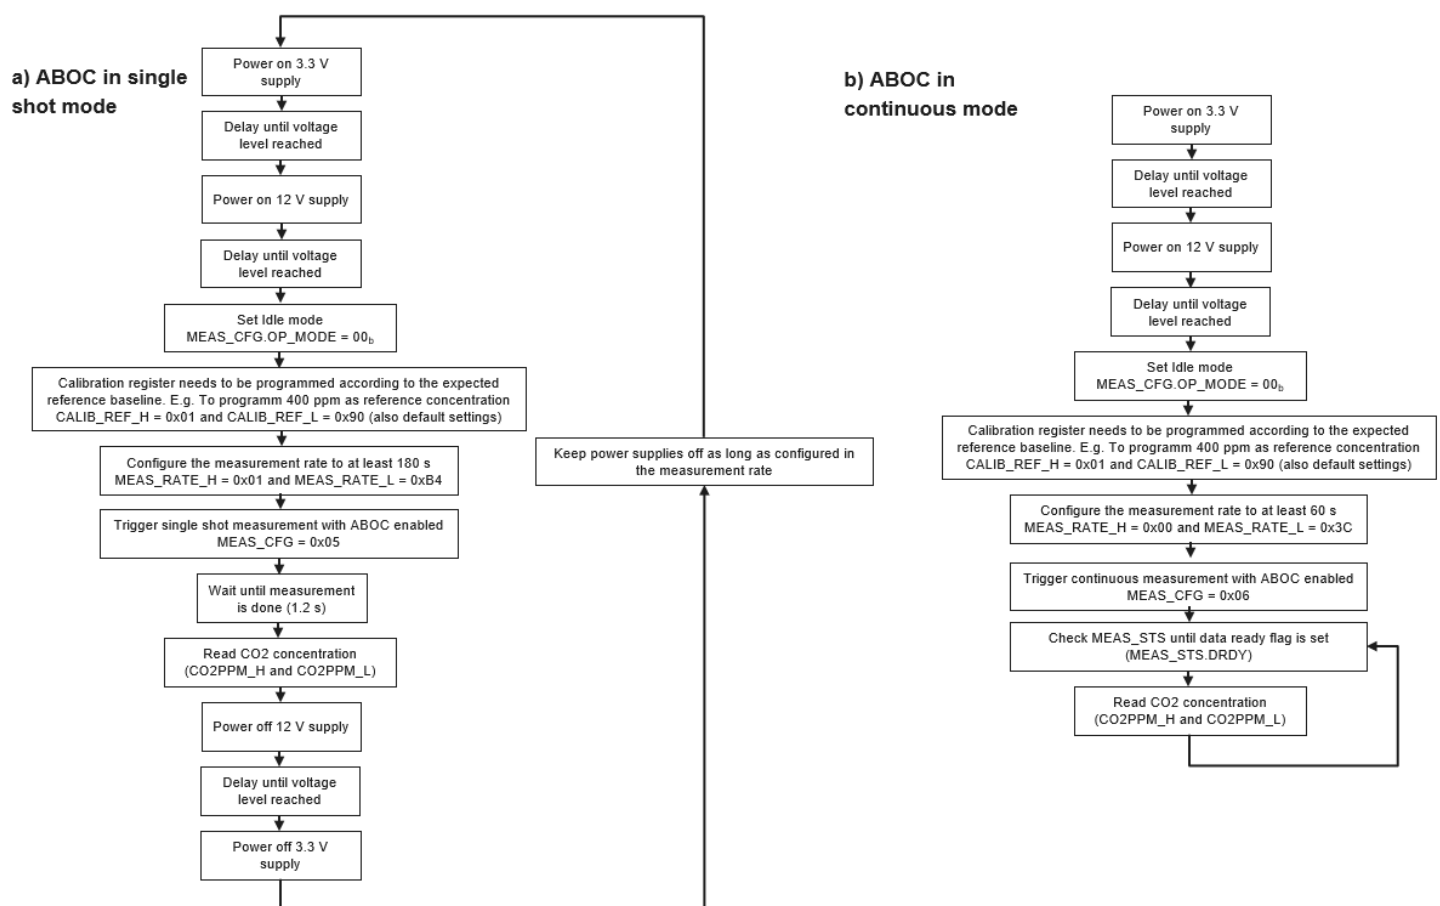 a) ABOC in single
shot mode
Power on 3.3 V
supply
Delay until voltage
level reached
Power on 12 V supply
Delay until voltage
level reached
Set Idle mode
MEAS_CFG.OP_MODE = 00b
Calibration register needs to be programmed according to the expected
reference baseline. E.g. To programm 400 ppm as reference concentration
CALIB_REF_H = 0x01 and CALIB_REF_L = 0x90 (also default settings)
Configure the measurement rate to at least 180 s
MEAS_RATE_H = 0x01 and MEAS_RATE_L = 0xB4
Trigger single shot measurement with ABOC enabled
MEAS_CFG = 0x05
Wait until measurement
is done (1.2 s)
Read CO2 concentration
(CO2PPM_H and CO2PPM_L)
Power off 12 V supply
Delay until voltage
level reached
Power off 3.3 V
supply
Keep power supplies off as long as configured in
the measurement rate
b) ABOC in
continuous mode
Power on 3.3 V
supply
Delay until voltage
level reached
Power on 12 V supply
Delay until voltage
level reached
Set Idle mode
MEAS_CFG.OP_MODE = 00b
Calibration register needs to be programmed according to the expected
reference baseline. E.g. To programm 400 ppm as reference concentration
CALIB_REF_H = 0x01 and CALIB_REF_L = 0x90 (also default settings)
Configure the measurement rate to at least 60 s
MEAS_RATE_H = 0x00 and MEAS_RATE_L = 0x3C
Trigger continuous measurement with ABOC enabled
MEAS_CFG = 0x06
Check MEAS_STS until data ready flag is set
(MEAS_STS.DRDY)
Read CO2 concentration
(CO2PPM_H and CO2PPM_L)